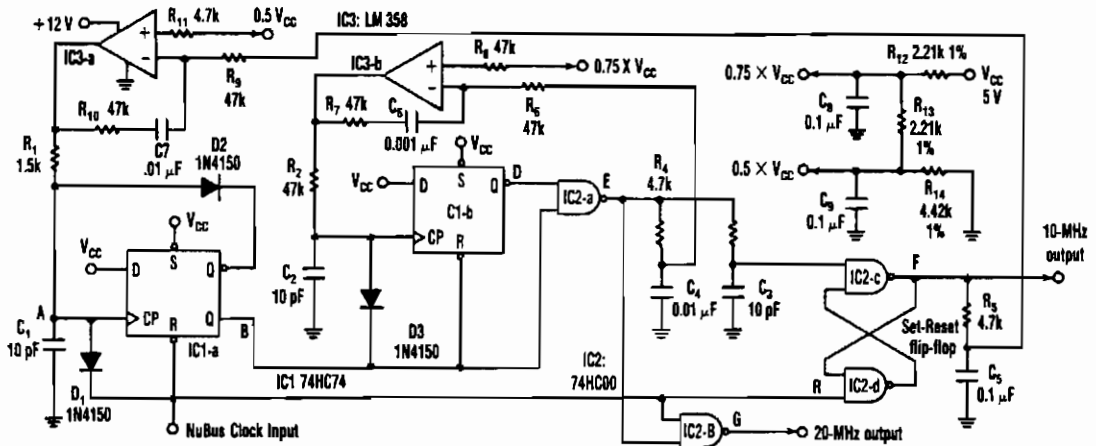 +12 V
R11 4.7k
0.5 VCC
IC3: LM 358
IC3-a
R9
47k
R10 47k
C7
.01 µF
R1
1.5k
D2
1N4150
VCC
VCC
D
S
Q
A
CP
R
Q
B
IC1-a
C1
10 pF
D1
1N4150
NuBus Clock Input
IC1 74HC74
IC3-b
R8 47k
0.75 X VCC
R7 47k
C6
0.001 µF
R6
47k
R2
47k
VCC
VCC
D
S
Q
D
C1-b
CP
R
C2
10 pF
D3
1N4150
IC2-a
E
R4
4.7k
C4
0.01 µF
C3
10 pF
IC2:
74HC00
IC2-B
G
20-MHz output
R12 2.21k 1%
0.75 × VCC
VCC
5 V
C8
0.1 µF
R13
2.21k
1%
0.5 × VCC
R14
4.42k
1%
C9
0.1 µF
10-MHz
output
IC2-c
F
Set-Reset
flip-flop
R5
4.7k
R
IC2-d
C5
0.1 µF